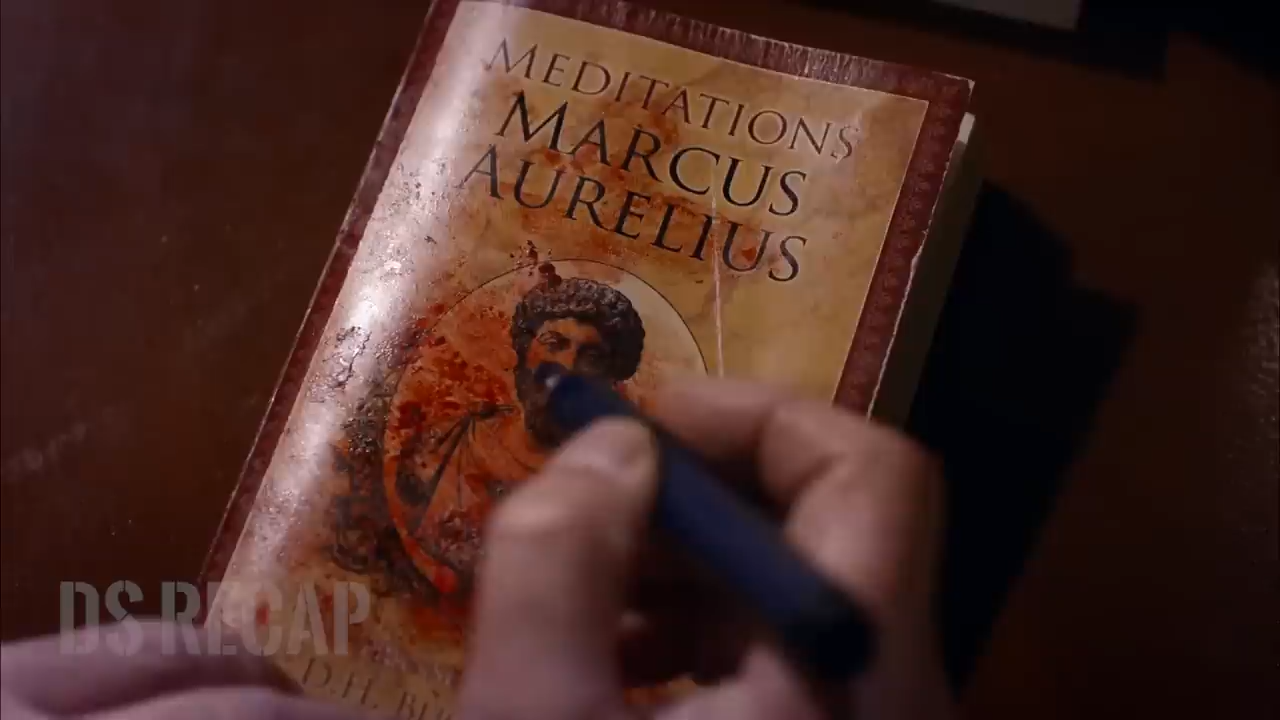 MEDITATIONS
MARCUS
AURELIUS
D.H.
DS RECAP